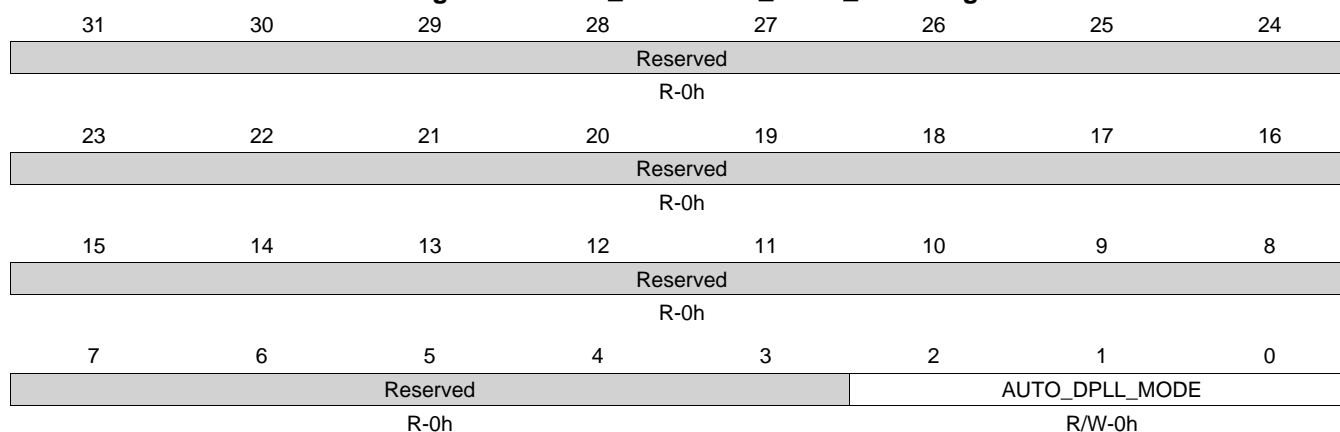 31 30 29 28 27 26 25 24
Reserved
R-0h
23 22 21 20 19 18 17 16
Reserved
R-0h
15 14 13 12 11 10 9 8
Reserved
R-0h
7 6 5 4 3 2 1 0
Reserved AUTO_DPLL_MODE
R-0h R/W-0h